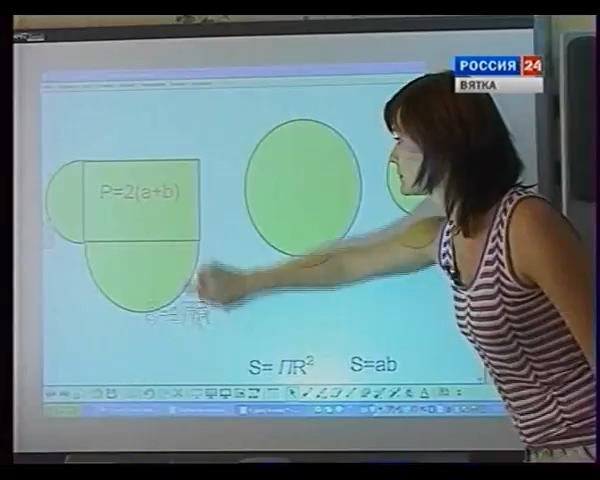 РОССИЯ 24
ВЯТКА
P=2(a+b)
S= ПR²
S=ab